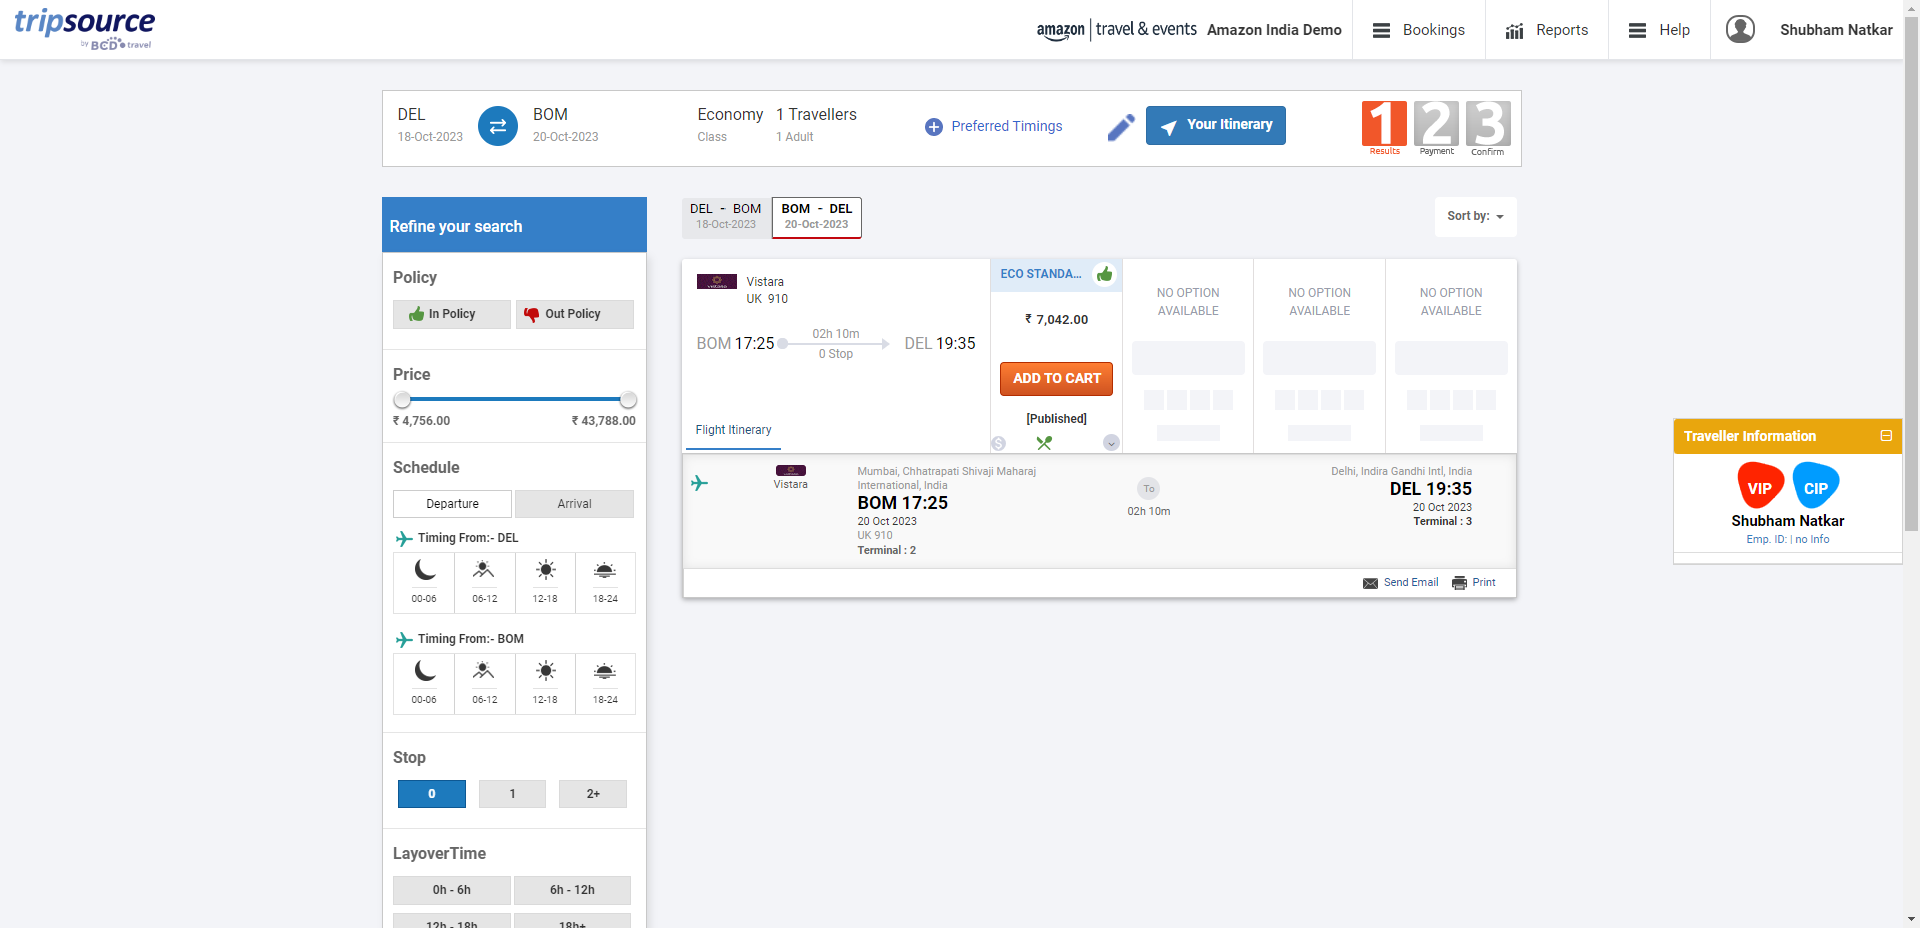 tripsource
by BCD travel
amazon | travel & events Amazon India Demo
Bookings
Reports
Help
Shubham Natkar
DEL
18-Oct-2023
BOM
20-Oct-2023
Economy
Class
1 Travellers
1 Adult
Preferred Timings
Your Itinerary
1
Results
2
Payment
3
Confirm
Refine your search
Policy
In Policy
Out Policy
Price
₹ 4,756.00
₹ 43,788.00
Schedule
Departure
Arrival
Timing From:- DEL
00-06
06-12
12-18
18-24
Timing From:- BOM
00-06
06-12
12-18
18-24
Stop
0
1
2+
LayoverTime
0h - 6h
6h - 12h
12h - 18h
18h+
DEL - BOM
18-Oct-2023
BOM - DEL
20-Oct-2023
Sort by:
VISTARA
Vistara
UK 910
BOM 17:25
02h 10m
0 Stop
DEL 19:35
Flight Itinerary
ECO STANDA...
₹ 7,042.00
ADD TO CART
[Published]
$
NO OPTION
AVAILABLE
NO OPTION
AVAILABLE
NO OPTION
AVAILABLE
Vistara
Mumbai, Chhatrapati Shivaji Maharaj
International, India
BOM 17:25
20 Oct 2023
UK 910
Terminal : 2
To
02h 10m
Delhi, Indira Gandhi Intl, India
DEL 19:35
20 Oct 2023
Terminal : 3
Send Email
Print
Traveller Information
VIP
CIP
Shubham Natkar
Emp. ID: | no Info